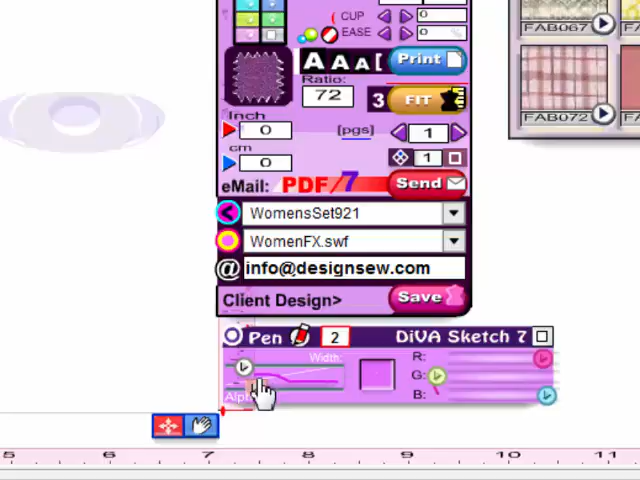 CUP 0
EASE 0
A A A [ Print
FAB067
Ratio:
72 3 FIT
FAB072
Inch
0 [pgs] 1
cm
0 1
eMail: PDF/7 Send
WomensSet921
WomenFX.swf
@ info@designsew.com
Client Design> Save
Pen 2 DiVA Sketch 7
Width: R:
G:
Alph B:
5 6 7 8 9 10 11